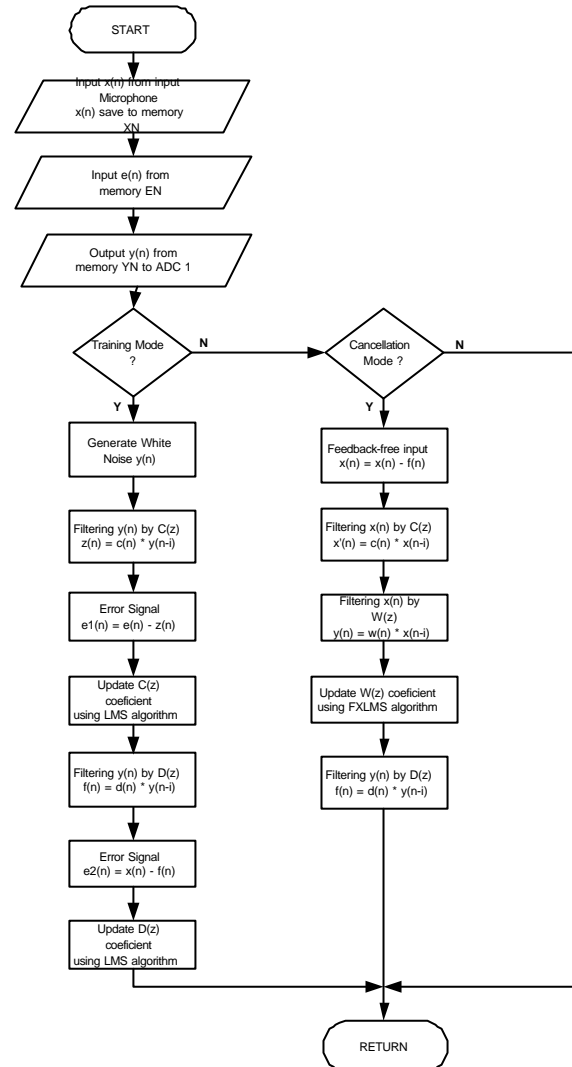 START
Input x(n) from input
Microphone
x(n) save to memory
XN
Input e(n) from
memory EN
Output y(n) from
memory YN to ADC 1
Training Mode
?
N
Cancellation
Mode ?
N
Y
Y
Generate White
Noise y(n)
Filtering y(n) by C(z)
z(n) = c(n) * y(n-i)
Error Signal
e1(n) = e(n) - z(n)
Update C(z)
coeficient
using LMS algorithm
Filtering y(n) by D(z)
f(n) = d(n) * y(n-i)
Error Signal
e2(n) = x(n) - f(n)
Update D(z)
coeficient
using LMS algorithm
Feedback-free input
x(n) = x(n) - f(n)
Filtering x(n) by C(z)
x'(n) = c(n) * x(n-i)
Filtering x(n) by
W(z)
y(n) = w(n) * x(n-i)
Update W(z) coeficient
using FXLMS algorithm
Filtering y(n) by D(z)
f(n) = d(n) * y(n-i)
RETURN